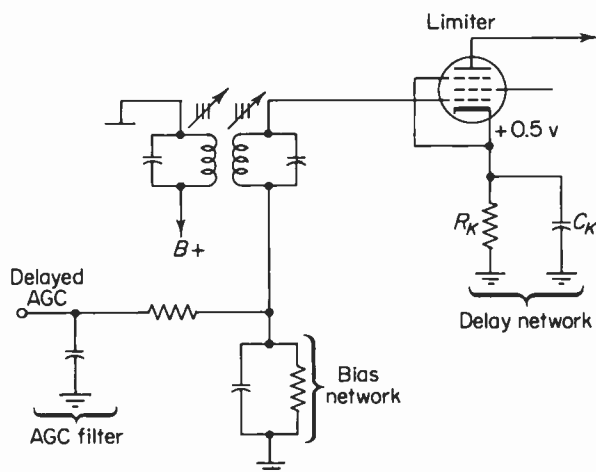 Limiter
+0.5 v
B+
R_K
C_K
Delayed
AGC
Delay network
Bias
network
AGC filter